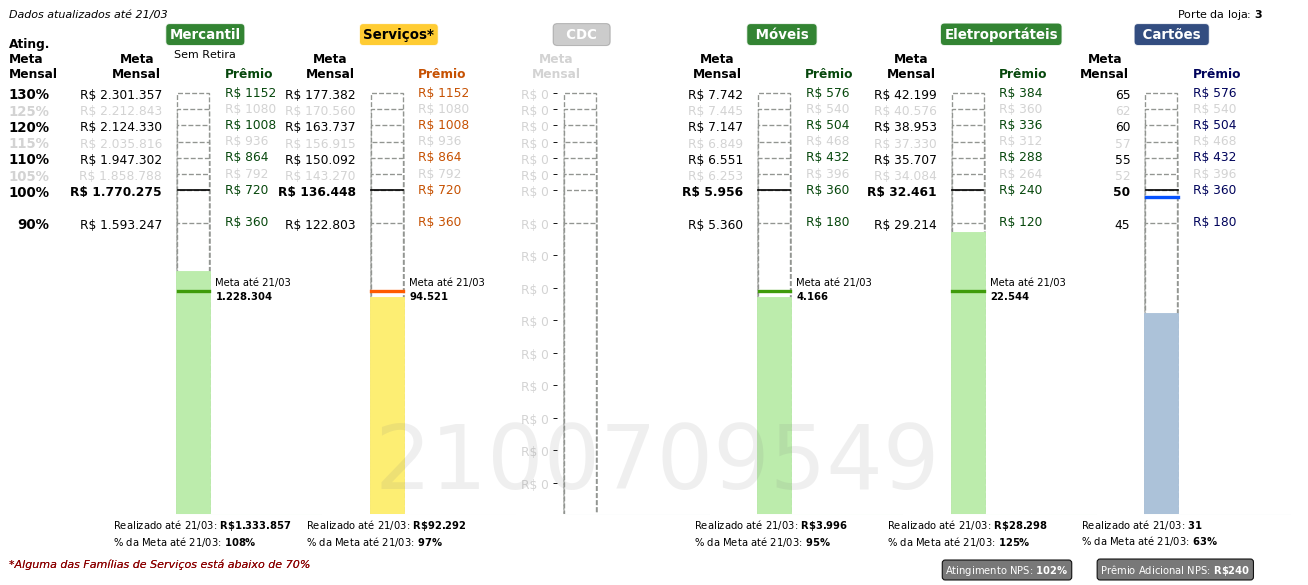 Dados atualizados até 21/03
Porte da loja: 3
Mercantil Serviços* CDC Móveis Eletroportáteis Cartões
Sem Retira
Ating. Meta Mensal
Meta Mensal Prêmio Meta Mensal Prêmio Meta Mensal Meta Mensal Prêmio Meta Mensal Prêmio Meta Mensal Prêmio
130% R$ 2.301.357 R$ 1152 R$ 177.382 R$ 1152 R$ 0 R$ 7.742 R$ 576 R$ 42.199 R$ 384 65 R$ 576
125% R$ 2.212.843 R$ 1080 R$ 170.560 R$ 1080 R$ 0 R$ 7.445 R$ 540 R$ 40.576 R$ 360 62 R$ 540
120% R$ 2.124.330 R$ 1008 R$ 163.737 R$ 1008 R$ 0 R$ 7.147 R$ 504 R$ 38.953 R$ 336 60 R$ 504
115% R$ 2.035.816 R$ 936 R$ 156.915 R$ 936 R$ 0 R$ 6.849 R$ 468 R$ 37.330 R$ 312 57 R$ 468
110% R$ 1.947.302 R$ 864 R$ 150.092 R$ 864 R$ 0 R$ 6.551 R$ 432 R$ 35.707 R$ 288 55 R$ 432
105% R$ 1.858.788 R$ 792 R$ 143.270 R$ 792 R$ 0 R$ 6.253 R$ 396 R$ 34.084 R$ 264 52 R$ 396
100% R$ 1.770.275 R$ 720 R$ 136.448 R$ 720 R$ 0 R$ 5.956 R$ 360 R$ 32.461 R$ 240 50 R$ 360
90% R$ 1.593.247 R$ 360 R$ 122.803 R$ 360 R$ 0 R$ 5.360 R$ 180 R$ 29.214 R$ 120 45 R$ 180
R$ 0
Meta até 21/03 Meta até 21/03 Meta até 21/03 Meta até 21/03
1.228.304 94.521 R$ 0 4.166 22.544
R$ 0
R$ 0
R$ 0
R$ 0
R$ 0
R$ 0
2100709549
Realizado até 21/03: R$1.333.857 Realizado até 21/03: R$92.292 Realizado até 21/03: R$3.996 Realizado até 21/03: R$28.298 Realizado até 21/03: 31
% da Meta até 21/03: 108% % da Meta até 21/03: 97% % da Meta até 21/03: 95% % da Meta até 21/03: 125% % da Meta até 21/03: 63%
*Alguma das Famílias de Serviços está abaixo de 70%
Atingimento NPS: 102% Prêmio Adicional NPS: R$240